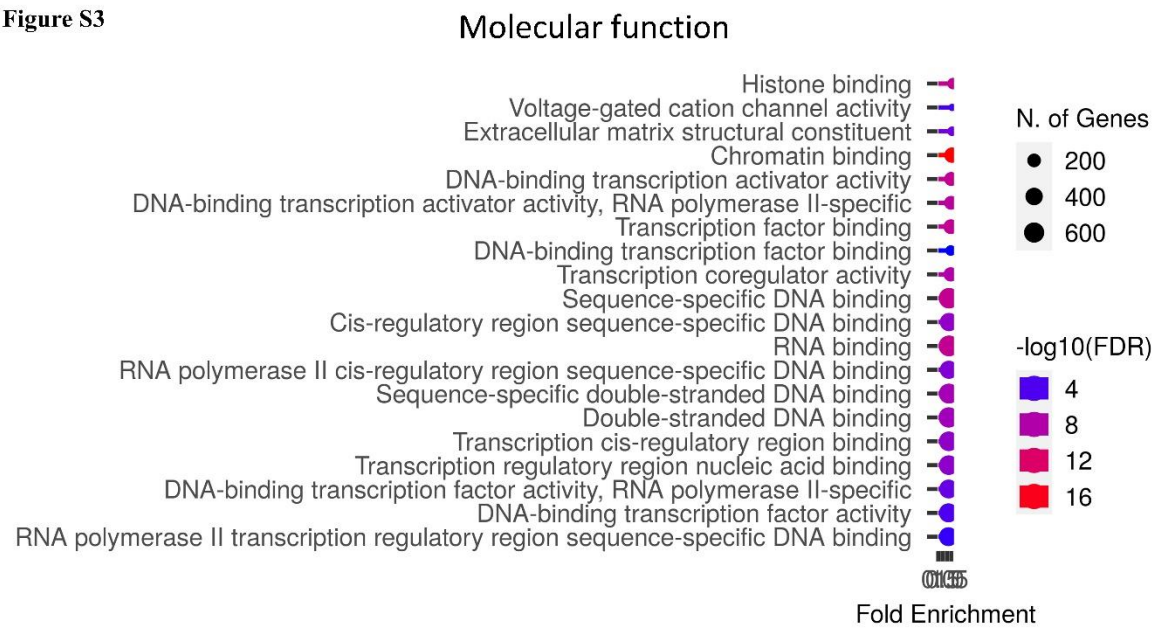 Figure S3
Molecular function
Histone binding
Voltage-gated cation channel activity
Extracellular matrix structural constituent
Chromatin binding
DNA-binding transcription activator activity
DNA-binding transcription activator activity, RNA polymerase II-specific
Transcription factor binding
DNA-binding transcription factor binding
Transcription coregulator activity
Sequence-specific DNA binding
Cis-regulatory region sequence-specific DNA binding
RNA binding
RNA polymerase II cis-regulatory region sequence-specific DNA binding
Sequence-specific double-stranded DNA binding
Double-stranded DNA binding
Transcription cis-regulatory region binding
Transcription regulatory region nucleic acid binding
DNA-binding transcription factor activity, RNA polymerase II-specific
DNA-binding transcription factor activity
RNA polymerase II transcription regulatory region sequence-specific DNA binding
Fold Enrichment
N. of Genes
200
400
600
-log10(FDR)
4
8
12
16